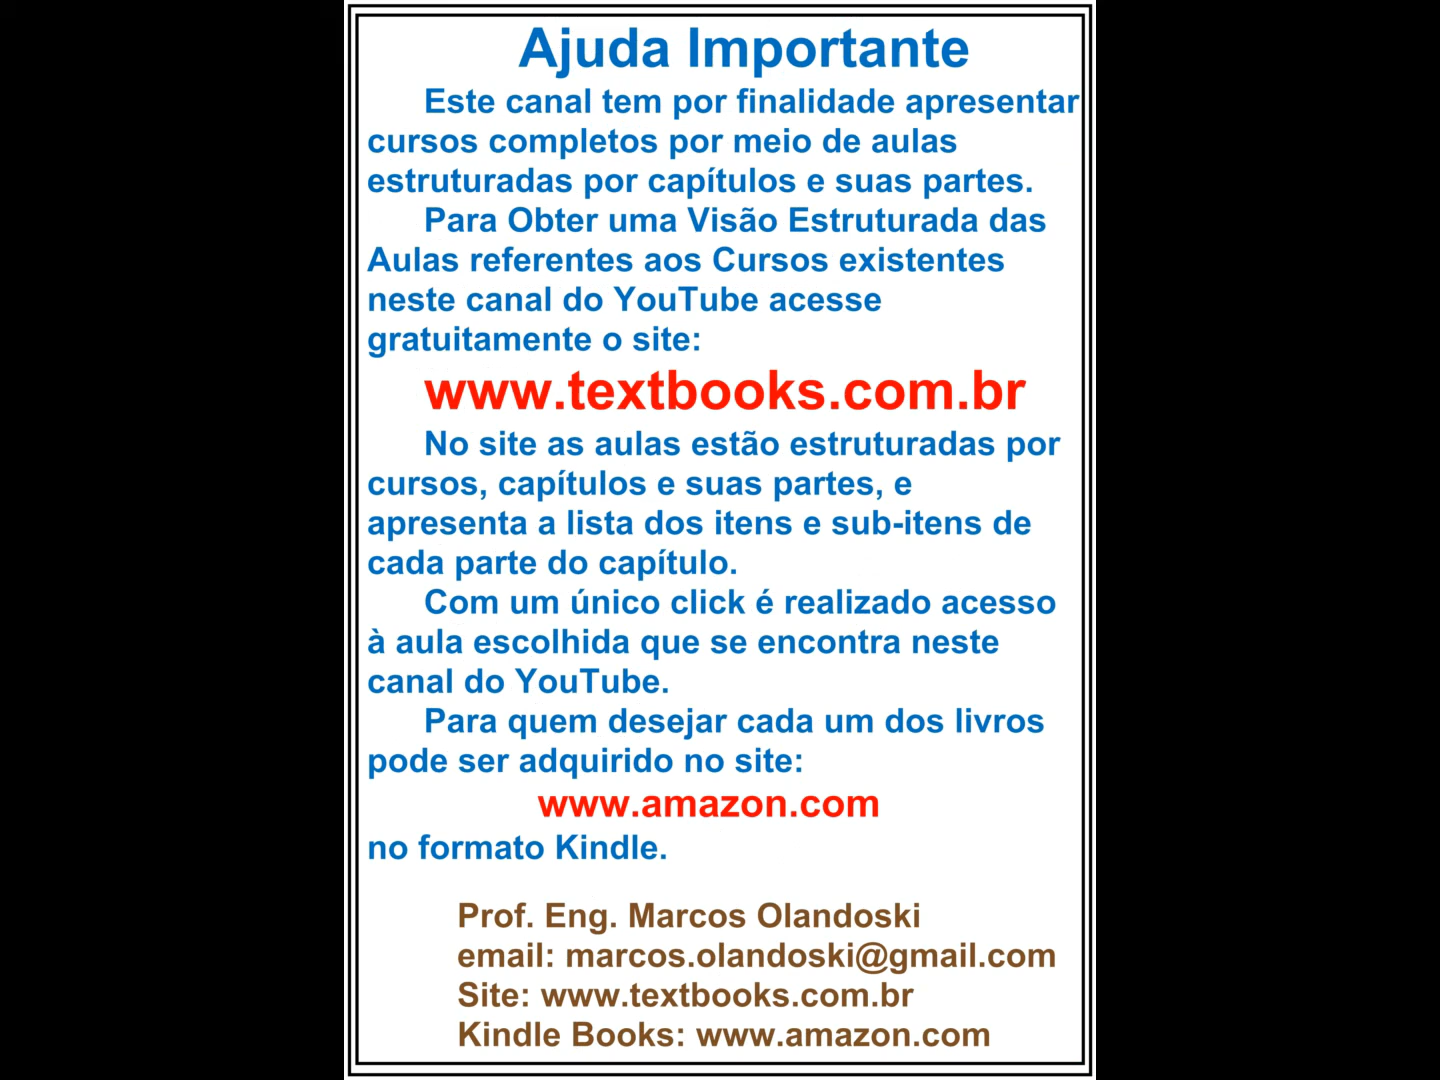 Ajuda Importante
Este canal tem por finalidade apresentar
cursos completos por meio de aulas
estruturadas por capítulos e suas partes.
Para Obter uma Visão Estruturada das
Aulas referentes aos Cursos existentes
neste canal do YouTube acesse
gratuitamente o site:
www.textbooks.com.br
No site as aulas estão estruturadas por
cursos, capítulos e suas partes, e
apresenta a lista dos itens e sub-itens de
cada parte do capítulo.
Com um único click é realizado acesso
à aula escolhida que se encontra neste
canal do YouTube.
Para quem desejar cada um dos livros
pode ser adquirido no site:
www.amazon.com
no formato Kindle.
Prof. Eng. Marcos Olandoski
email: marcos.olandoski@gmail.com
Site: www.textbooks.com.br
Kindle Books: www.amazon.com